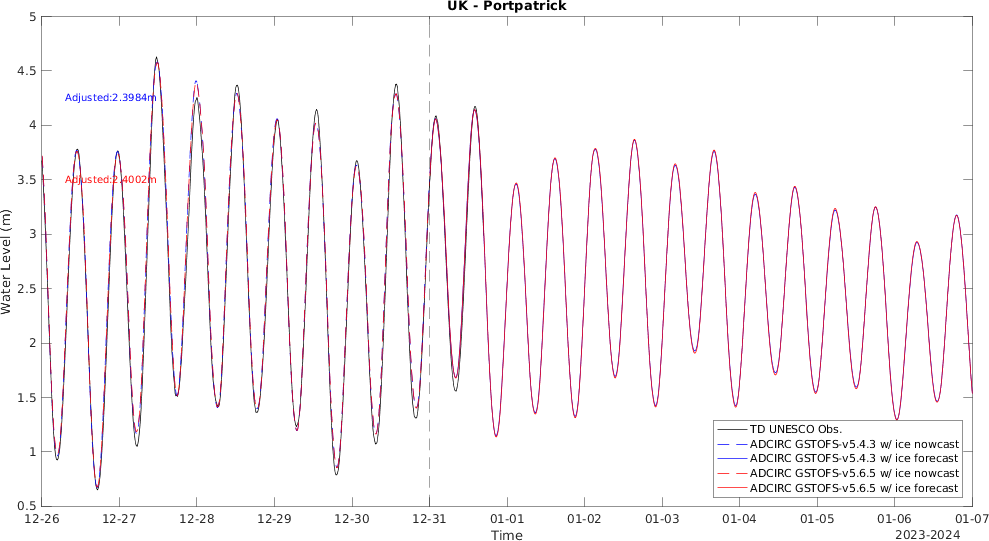 UK - Portpatrick
5
4.5
4
3.5
3
2.5
2
1.5
1
0.5
Water Level (m)
Adjusted:2.3984m
Adjusted:2.4002m
TD UNESCO Obs.
ADCIRC GSTOFS-v5.4.3 w/ ice nowcast
ADCIRC GSTOFS-v5.4.3 w/ ice forecast
ADCIRC GSTOFS-v5.6.5 w/ ice nowcast
ADCIRC GSTOFS-v5.6.5 w/ ice forecast
12-26 12-27 12-28 12-29 12-30 12-31 01-01 01-02 01-03 01-04 01-05 01-06 01-07
Time
2023-2024